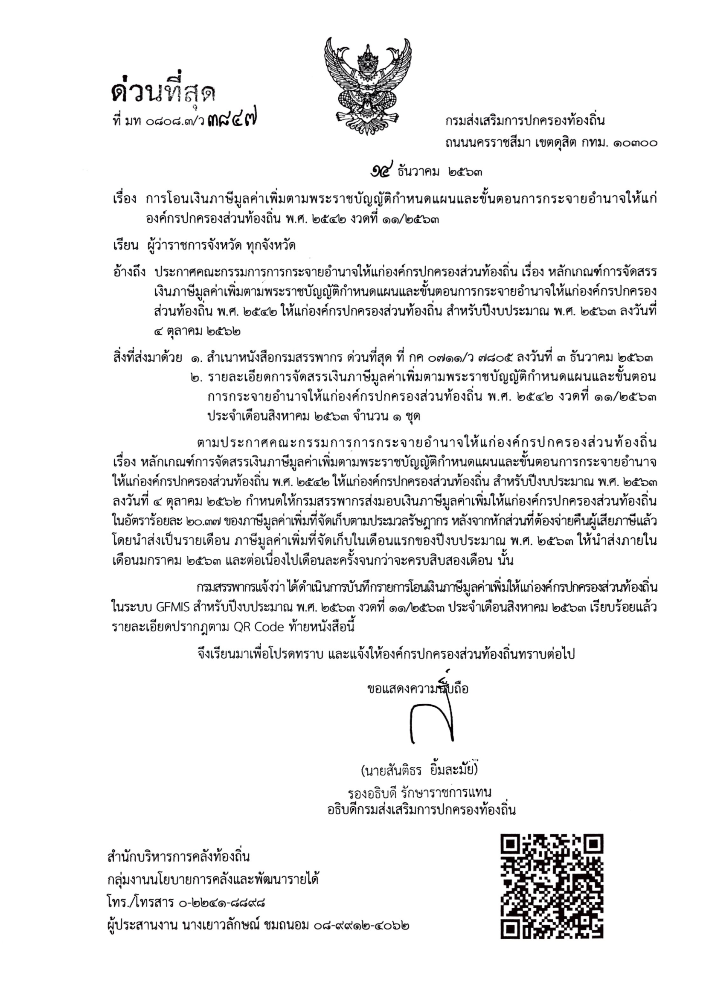 ด่วนที่สุด
ที่ มท ๐๘๐๘.๓/ว ๓๘๔๗
กรมส่งเสริมการปกครองท้องถิ่น
ถนนนครราชสีมา เขตดุสิต กทม. ๑๐๓๐๐
ธันวาคม ๒๕๖๓
เรื่อง การโอนเงินภาษีมูลค่าเพิ่มตามพระราชบัญญัติกำหนดแผนและขั้นตอนการกระจายอำนาจให้แก่
องค์กรปกครองส่วนท้องถิ่น พ.ศ. ๒๕๔๒ งวดที่ ๑๑/๒๕๖๓
เรียน ผู้ว่าราชการจังหวัด ทุกจังหวัด
อ้างถึง ประกาศคณะกรรมการการกระจายอำนาจให้แก่องค์กรปกครองส่วนท้องถิ่น เรื่อง หลักเกณฑ์การจัดสรร
เงินภาษีมูลค่าเพิ่มตามพระราชบัญญัติกำหนดแผนและขั้นตอนการกระจายอำนาจให้แก่องค์กรปกครอง
ส่วนท้องถิ่น พ.ศ. ๒๕๔๒ ให้แก่องค์กรปกครองส่วนท้องถิ่น สำหรับปีงบประมาณ พ.ศ. ๒๕๖๓ ลงวันที่
๔ ตุลาคม ๒๕๖๒
สิ่งที่ส่งมาด้วย ๑. สำเนาหนังสือกรมสรรพากร ด่วนที่สุด ที่ กค ๐๗๑๑/ว ๗๘๐๕ ลงวันที่ ๓ ธันวาคม ๒๕๖๓
๒. รายละเอียดการจัดสรรเงินภาษีมูลค่าเพิ่มตามพระราชบัญญัติกำหนดแผนและขั้นตอน
การกระจายอำนาจให้แก่องค์กรปกครองส่วนท้องถิ่น พ.ศ. ๒๕๔๒ งวดที่ ๑๑/๒๕๖๓
ประจำเดือนสิงหาคม ๒๕๖๓ จำนวน ๑ ชุด
ตามประกาศคณะกรรมการการกระจายอำนาจให้แก่องค์กรปกครองส่วนท้องถิ่น
เรื่อง หลักเกณฑ์การจัดสรรเงินภาษีมูลค่าเพิ่มตามพระราชบัญญัติกำหนดแผนและขั้นตอนการกระจายอำนาจ
ให้แก่องค์กรปกครองส่วนท้องถิ่น พ.ศ. ๒๕๔๒ ให้แก่องค์กรปกครองส่วนท้องถิ่น สำหรับปีงบประมาณ พ.ศ. ๒๕๖๓
ลงวันที่ ๔ ตุลาคม ๒๕๖๒ กำหนดให้กรมสรรพากรส่งมอบเงินภาษีมูลค่าเพิ่มให้แก่องค์กรปกครองส่วนท้องถิ่น
ในอัตราร้อยละ ๒๐.๓๗ ของภาษีมูลค่าเพิ่มที่จัดเก็บตามประมวลรัษฎากร หลังจากหักส่วนที่ต้องจ่ายคืนผู้เสียภาษีแล้ว
โดยนำส่งเป็นรายเดือน ภาษีมูลค่าเพิ่มที่จัดเก็บในเดือนแรกของปีงบประมาณ พ.ศ. ๒๕๖๓ ให้นำส่งภายใน
เดือนมกราคม ๒๕๖๓ และต่อเนื่องไปเดือนละครั้งจนกว่าจะครบสิบสองเดือน นั้น
กรมสรรพากรแจ้งว่า ได้ดำเนินการบันทึกรายการโอนเงินภาษีมูลค่าเพิ่มให้แก่องค์กรปกครองส่วนท้องถิ่น
ในระบบ GFMIS สำหรับปีงบประมาณ พ.ศ. ๒๕๖๓ งวดที่ ๑๑/๒๕๖๓ ประจำเดือนสิงหาคม ๒๕๖๓ เรียบร้อยแล้ว
รายละเอียดปรากฏตาม QR Code ท้ายหนังสือนี้
จึงเรียนมาเพื่อโปรดทราบ และแจ้งให้องค์กรปกครองส่วนท้องถิ่นทราบต่อไป
ขอแสดงความนับถือ
(นายสันติธร ยิ้มละมัย)
รองอธิบดี รักษาราชการแทน
อธิบดีกรมส่งเสริมการปกครองท้องถิ่น
สำนักบริหารการคลังท้องถิ่น
กลุ่มงานนโยบายการคลังและพัฒนารายได้
โทร./โทรสาร ๐-๒๒๔๑-๘๘๙๘
ผู้ประสานงาน นางเยาวลักษณ์ ชมถนอม ๐๘-๙๙๑๒-๔๐๖๒